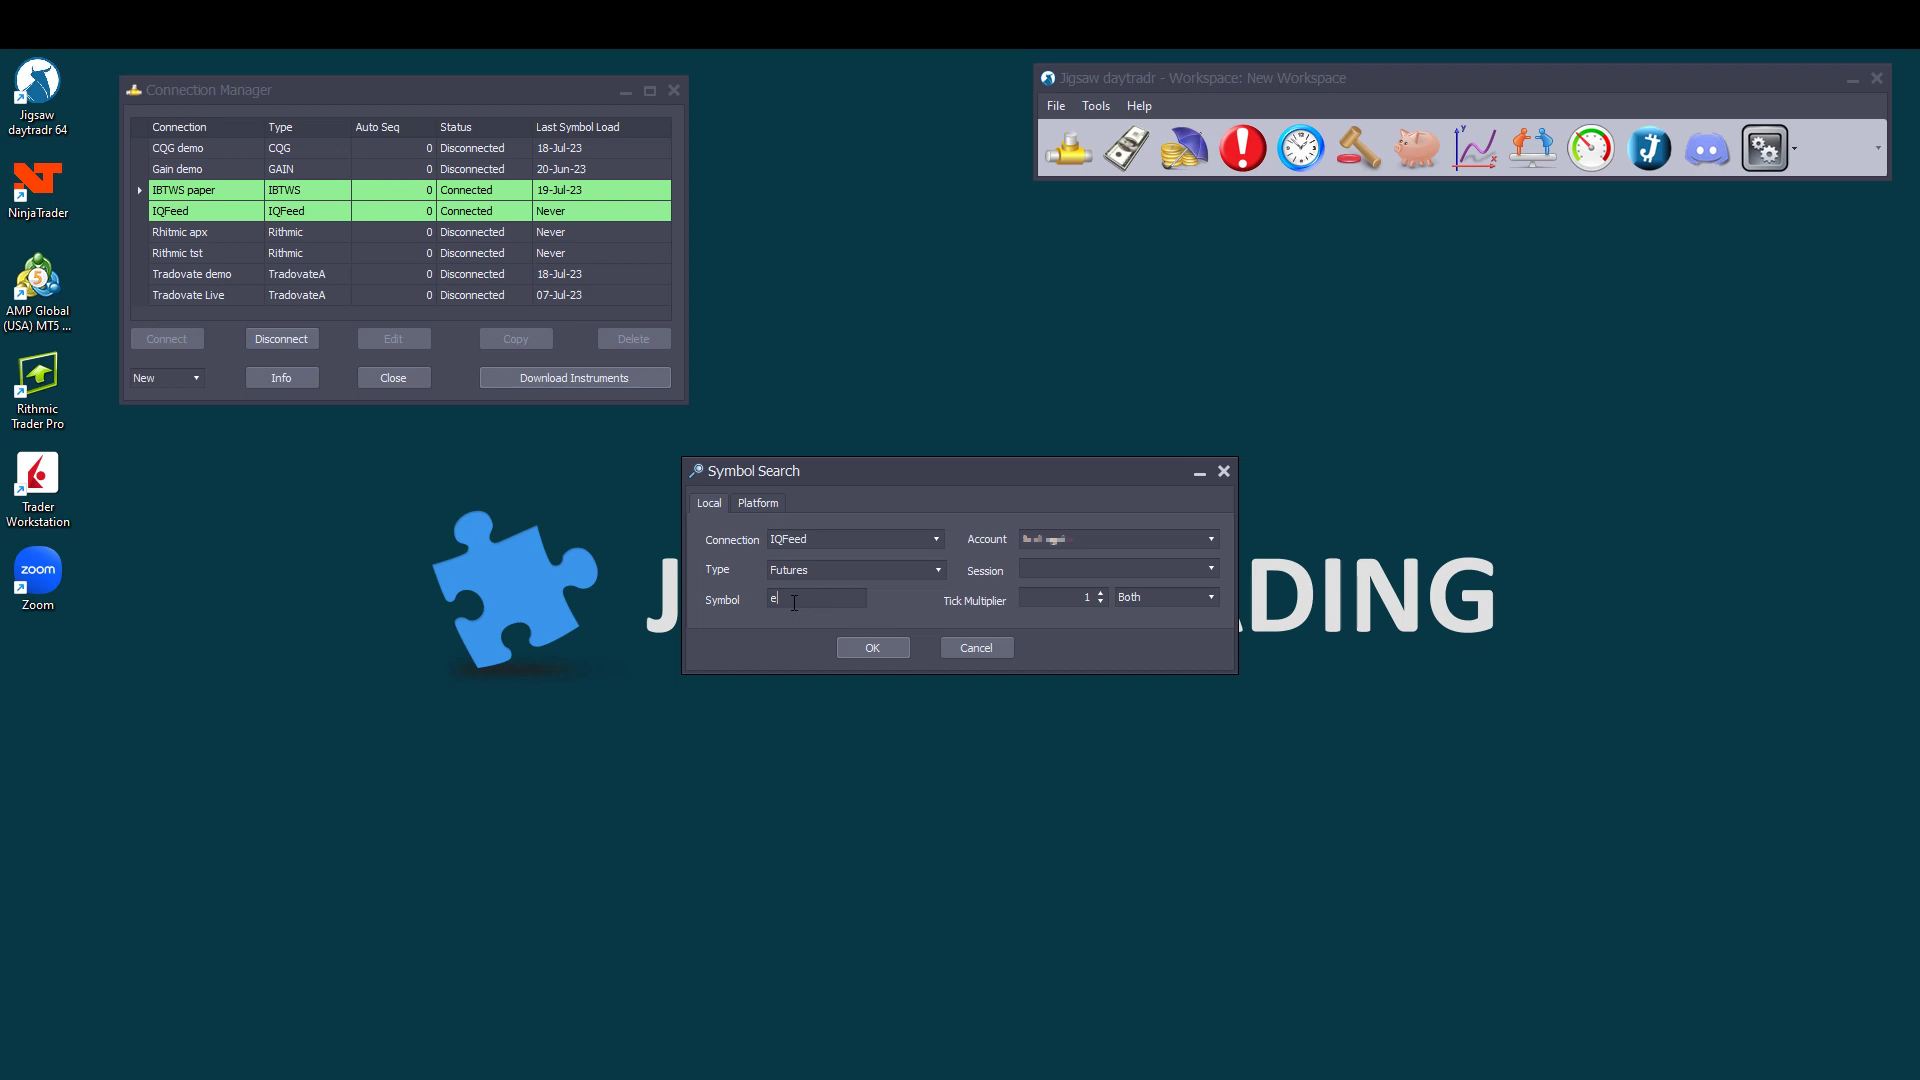 Jigsaw
daytradr 64
NinjaTrader
AMP Global
(USA) MT5 ...
Rithmic
Trader Pro
Trader
Workstation
zoom
Zoom
Connection Manager
Connection Type Auto Seq Status Last Symbol Load
CQG demo CQG 0 Disconnected 18-Jul-23
Gain demo GAIN 0 Disconnected 20-Jun-23
IBTWS paper IBTWS 0 Connected 19-Jul-23
IQFeed IQFeed 0 Connected Never
Rhitmic apx Rithmic 0 Disconnected Never
Rithmic tst Rithmic 0 Disconnected Never
Tradovate demo TradovateA 0 Disconnected 18-Jul-23
Tradovate Live TradovateA 0 Disconnected 07-Jul-23
Connect Disconnect Edit Copy Delete
New Info Close Download Instruments
Jigsaw daytradr - Workspace: New Workspace
File Tools Help
Symbol Search
Local Platform
Connection IQFeed Account
Type Futures Session
Symbol e Tick Multiplier 1 Both
OK Cancel
J
DING